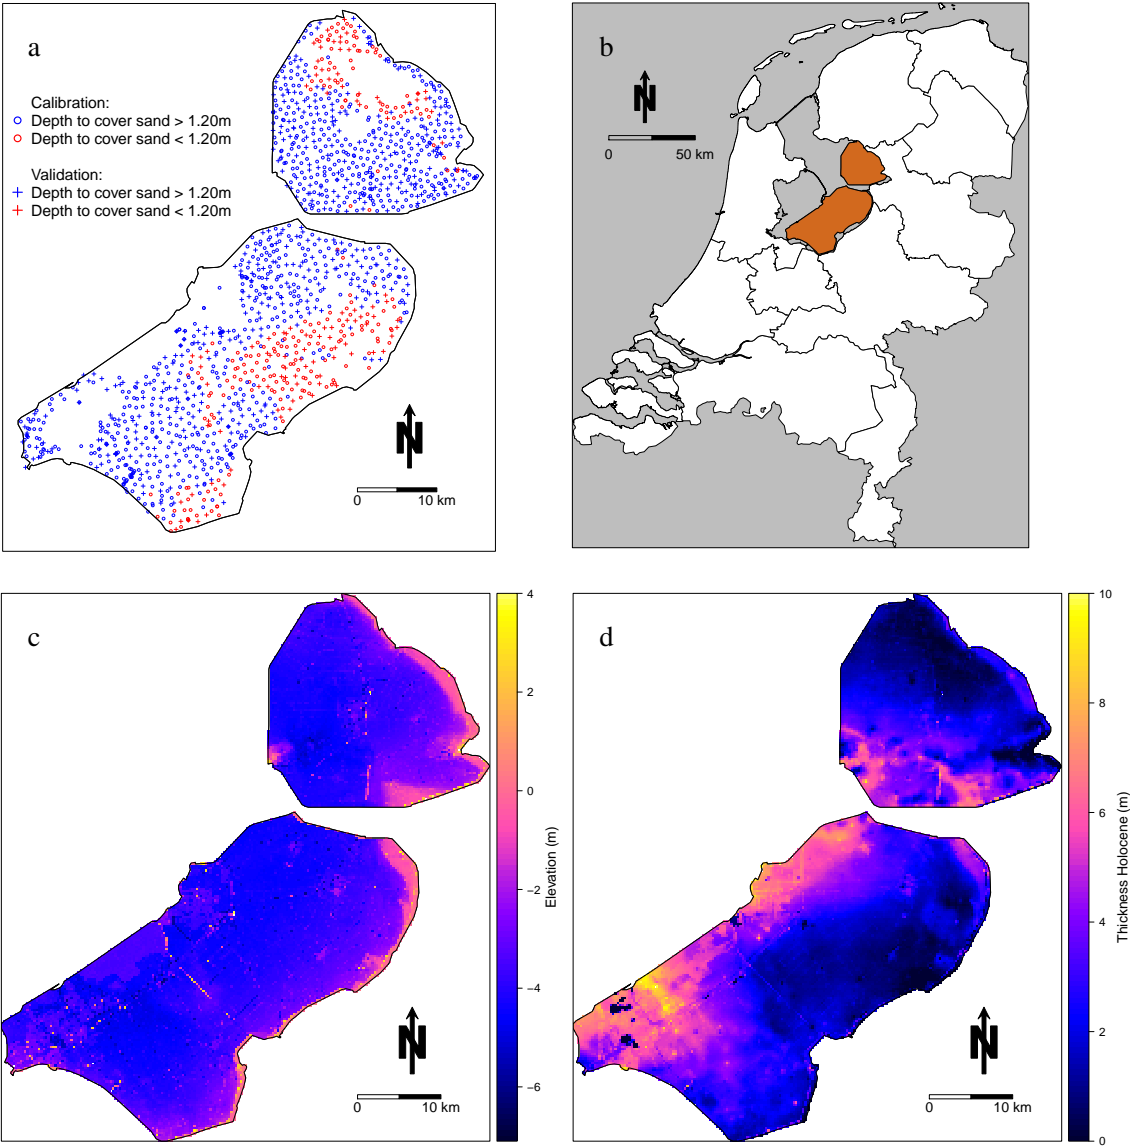 a
Calibration:
Depth to cover sand > 1.20m
Depth to cover sand < 1.20m
Validation:
Depth to cover sand > 1.20m
Depth to cover sand < 1.20m
N
0 10 km
b
N
0 50 km
c
N
0 10 km
4
2
0
−2
−4
−6
Elevation (m)
d
N
0 10 km
10
8
6
4
2
0
Thickness Holocene (m)